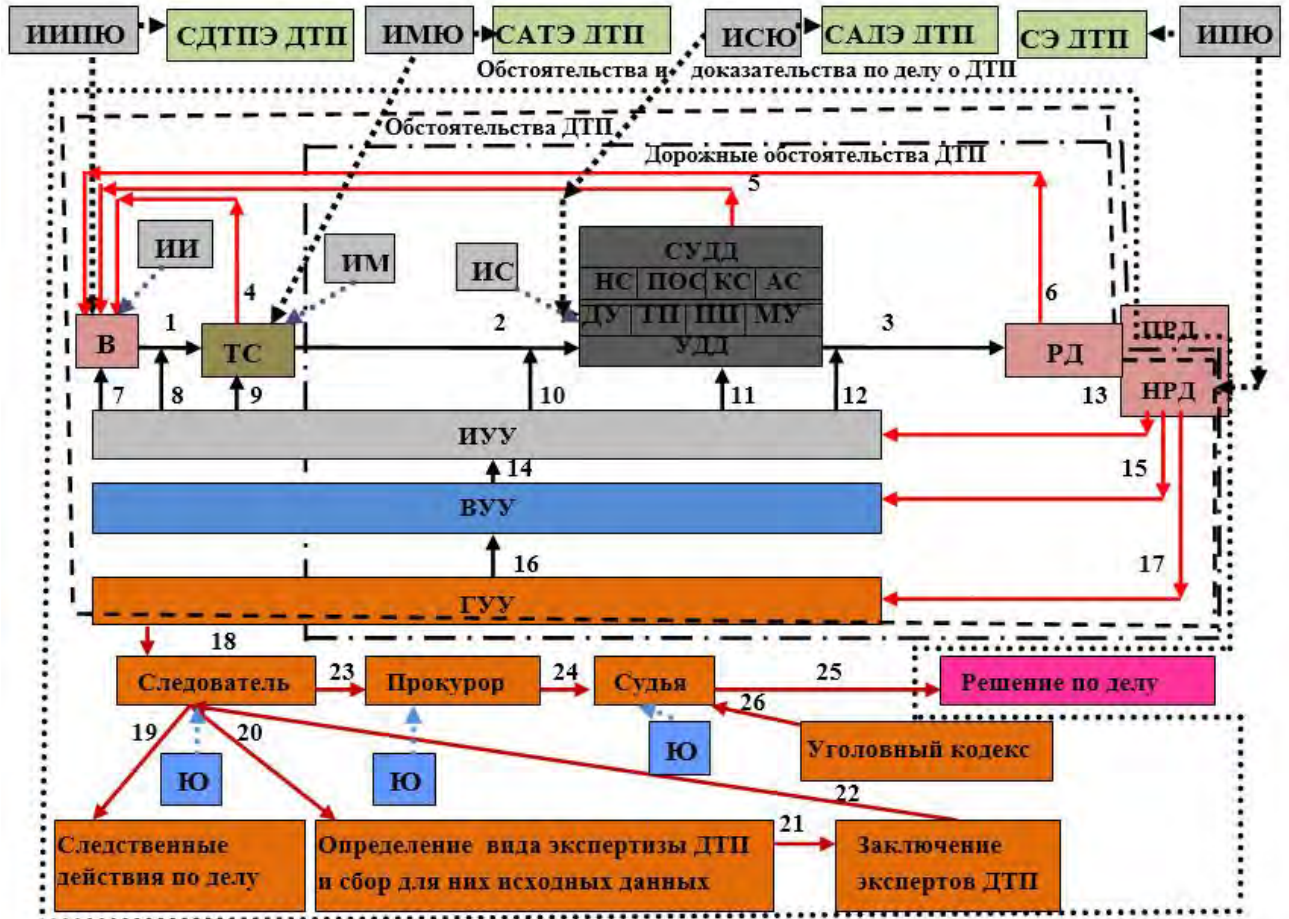 ИИПЮ СДТПЭ ДТП ИМЮ САТЭ ДТП ИСЮ САДЭ ДТП СЭ ДТП ИПЮ
Обстоятельства и доказательства по делу о ДТП
Обстоятельства ДТП
Дорожные обстоятельства ДТП
5
ИИ ИМ ИС СУДД
НС ПОС КС АС
4 6
1 2 ДУ ТП ПП МУ 3 ПРД
В ТС УДД РД
7 8 9 10 11 12 13 НРД
ИУУ
14 15
ВУУ
16 17
ГУУ
18
Следователь 23 Прокурор 24 Судья 25 Решение по делу
26
19 20
Ю Ю Ю Уголовный кодекс
22
21
Следственные
действия по делу
Определение вида экспертизы ДТП
и сбор для них исходных данных
Заключение
экспертов ДТП